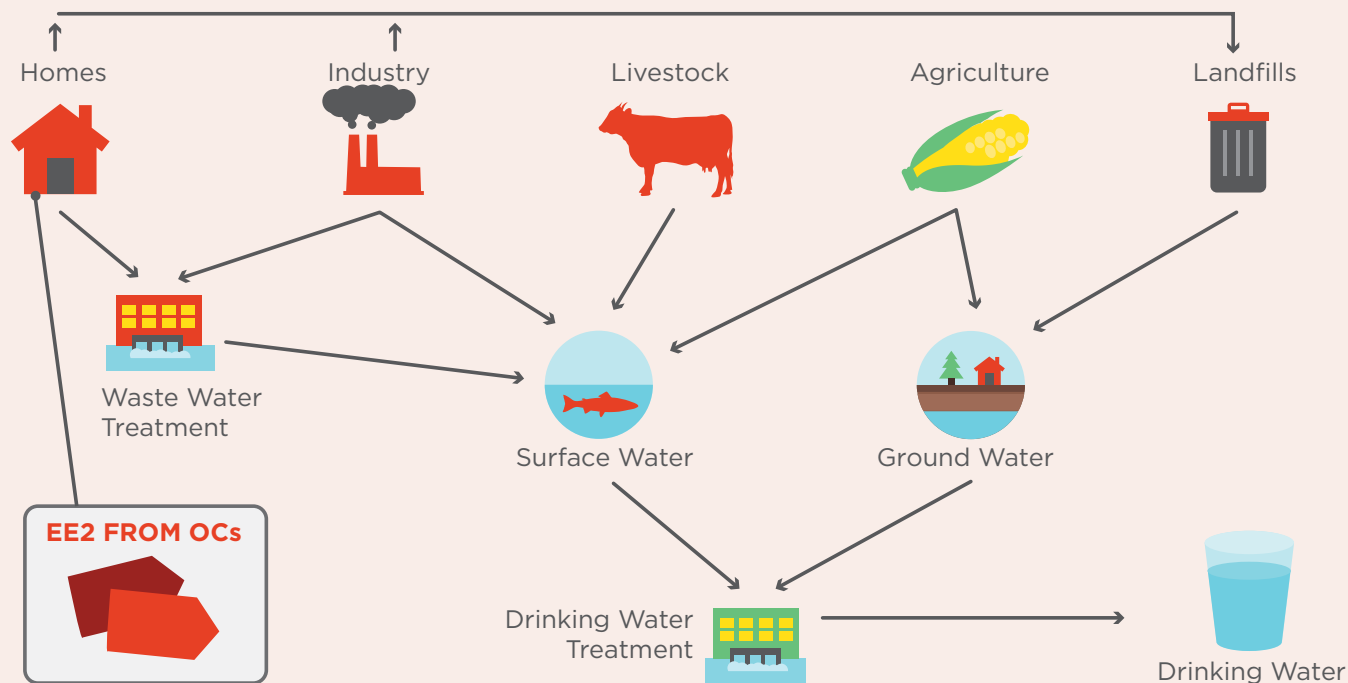 Homes
Industry
Livestock
Agriculture
Landfills
Waste Water
Treatment
Surface Water
Ground Water
EE2 FROM OCs
Drinking Water
Treatment
Drinking Water